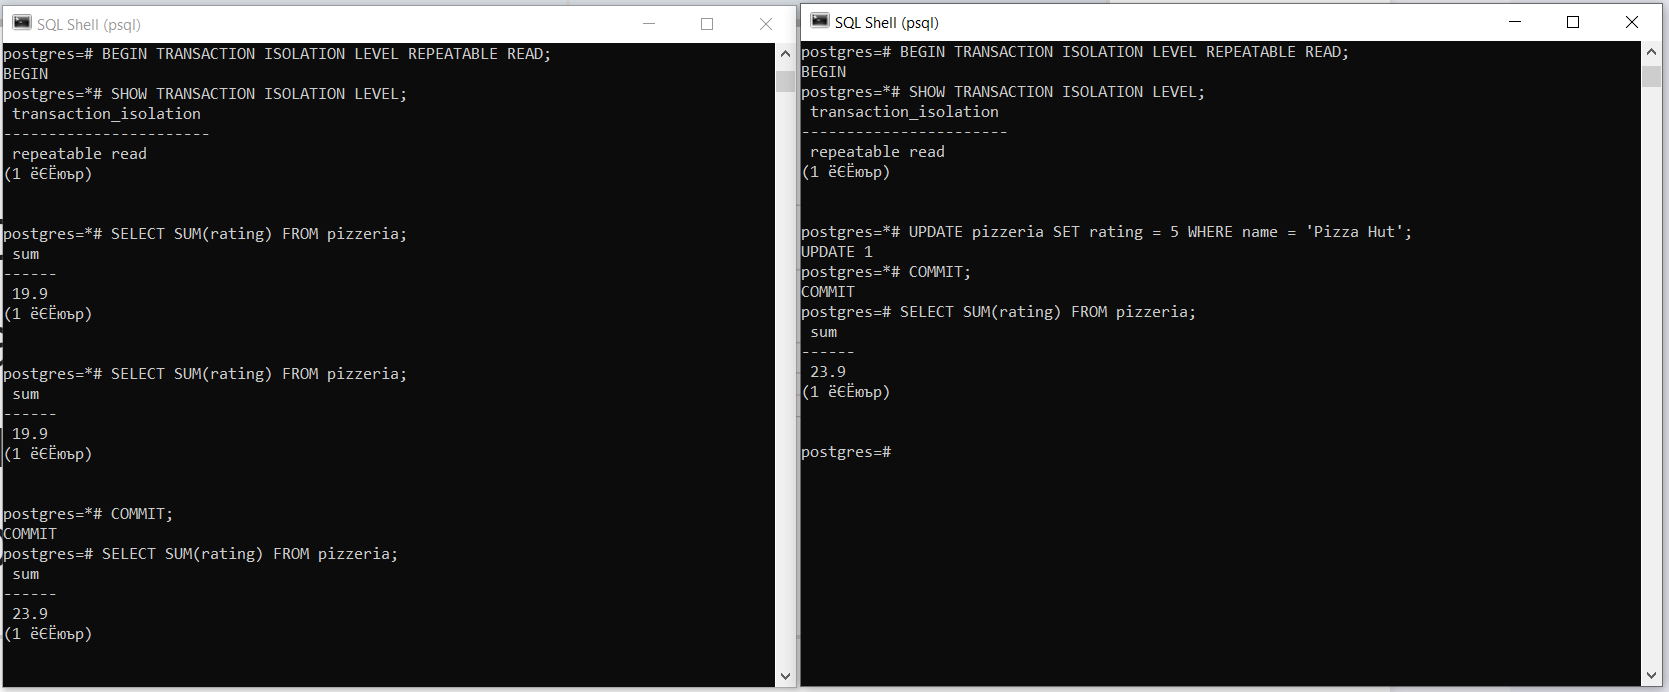 SQL Shell (psql)
postgres=# BEGIN TRANSACTION ISOLATION LEVEL REPEATABLE READ;
BEGIN
postgres=*# SHOW TRANSACTION ISOLATION LEVEL;
transaction_isolation
-----------------------
repeatable read
(1 ёЄЁюър)
postgres=*# SELECT SUM(rating) FROM pizzeria;
sum
------
19.9
(1 ёЄЁюър)
postgres=*# SELECT SUM(rating) FROM pizzeria;
sum
------
19.9
(1 ёЄЁюър)
postgres=*# COMMIT;
COMMIT
postgres=# SELECT SUM(rating) FROM pizzeria;
sum
------
23.9
(1 ёЄЁюър)
SQL Shell (psql)
postgres=# BEGIN TRANSACTION ISOLATION LEVEL REPEATABLE READ;
BEGIN
postgres=*# SHOW TRANSACTION ISOLATION LEVEL;
transaction_isolation
-----------------------
repeatable read
(1 ёЄЁюър)
postgres=*# UPDATE pizzeria SET rating = 5 WHERE name = 'Pizza Hut';
UPDATE 1
postgres=*# COMMIT;
COMMIT
postgres=# SELECT SUM(rating) FROM pizzeria;
sum
------
23.9
(1 ёЄЁюър)
postgres=#